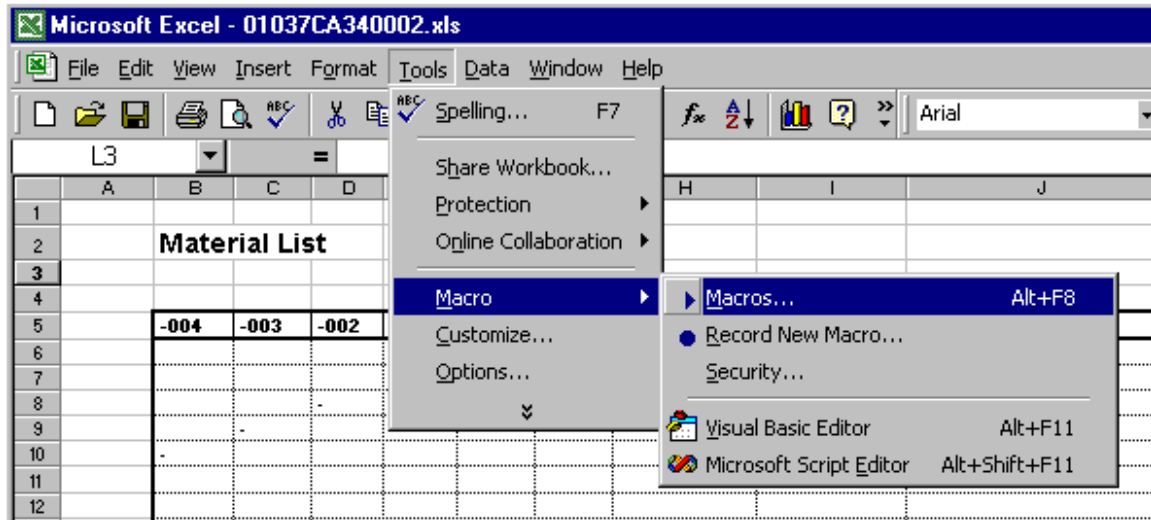 Microsoft Excel - 01037CA340002.xls
File Edit View Insert Format Tools Data Window Help
ABC ABC Spelling... F7 A Z Arial
L3 = Share Workbook...
A B C D H I J
1 Protection
2 Material List Online Collaboration
3
4 Macro Macros... Alt+F8
5 -004 -003 -002 Customize... Record New Macro...
6
7 Options... Security...
8 -
9 - Visual Basic Editor Alt+F11
10 - Microsoft Script Editor Alt+Shift+F11
11
12